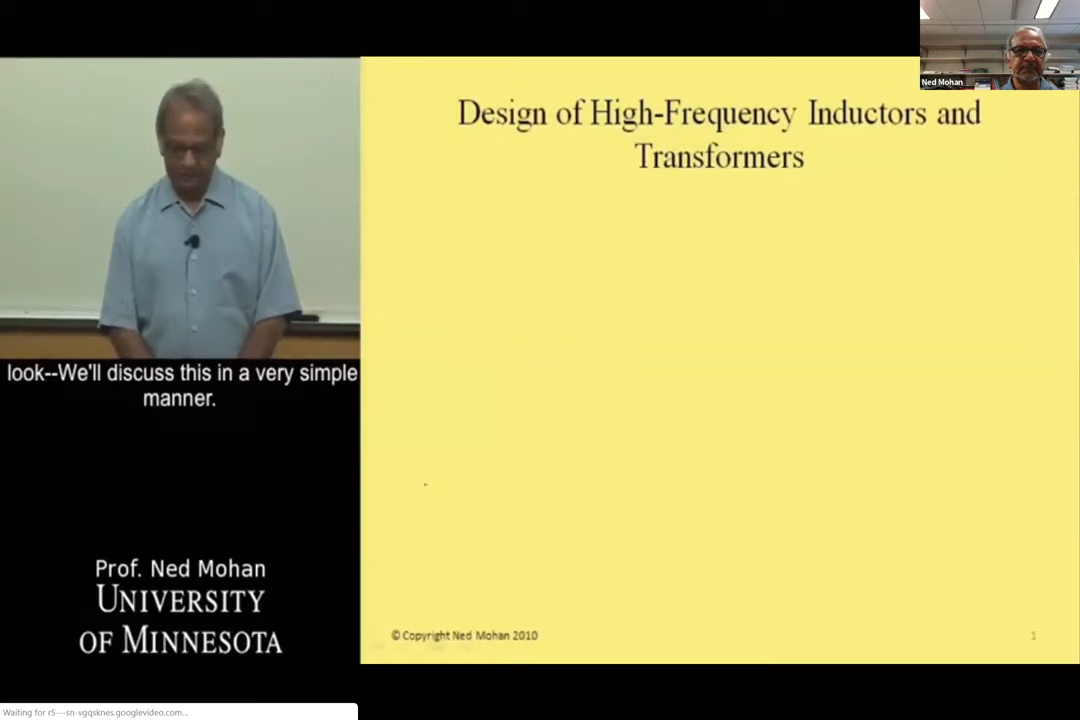 Ned Mohan
Design of High-Frequency Inductors and
Transformers
look--We'll discuss this in a very simple
manner.
Prof. Ned Mohan
UNIVERSITY
OF MINNESOTA
© Copyright Ned Mohan 2010
1
Waiting for r5---sn-vgqsknes.googlevideo.com...